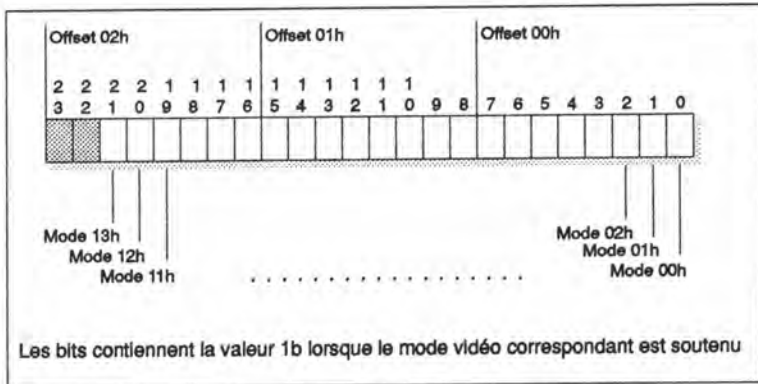 Offset 02h Offset 01h Offset 00h
2 2 2 2 1 1 1 1 1 1 1 1 1 1
3 2 1 0 9 8 7 6 5 4 3 2 1 0 9 8 7 6 5 4 3 2 1 0
Mode 13h Mode 02h
Mode 12h Mode 01h
Mode 11h . . . . . . . . . . . . . . . . . . Mode 00h
Les bits contiennent la valeur 1b lorsque le mode vidéo correspondant est soutenu